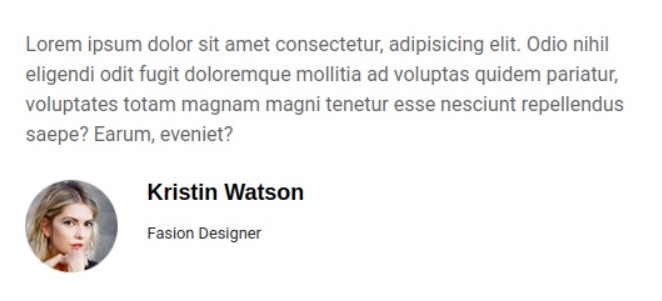 Lorem ipsum dolor sit amet consectetur, adipisicing elit. Odio nihil
eligendi odit fugit doloremque mollitia ad voluptas quidem pariatur,
voluptates totam magnam magni tenetur esse nesciunt repellendus
saepe? Earum, eveniet?
Kristin Watson
Fasion Designer